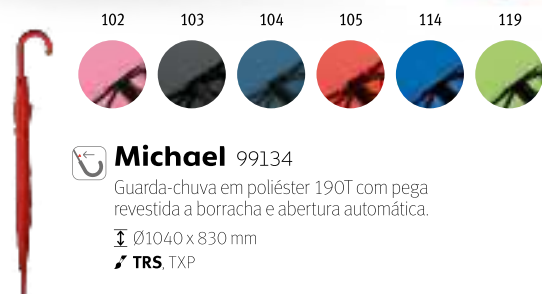 102 103 104 105 114 119
Michael 99134
Guarda-chuva em poliéster 190T com pega
revestida a borracha e abertura automática.
Ø1040 x 830 mm
TRS, TXP